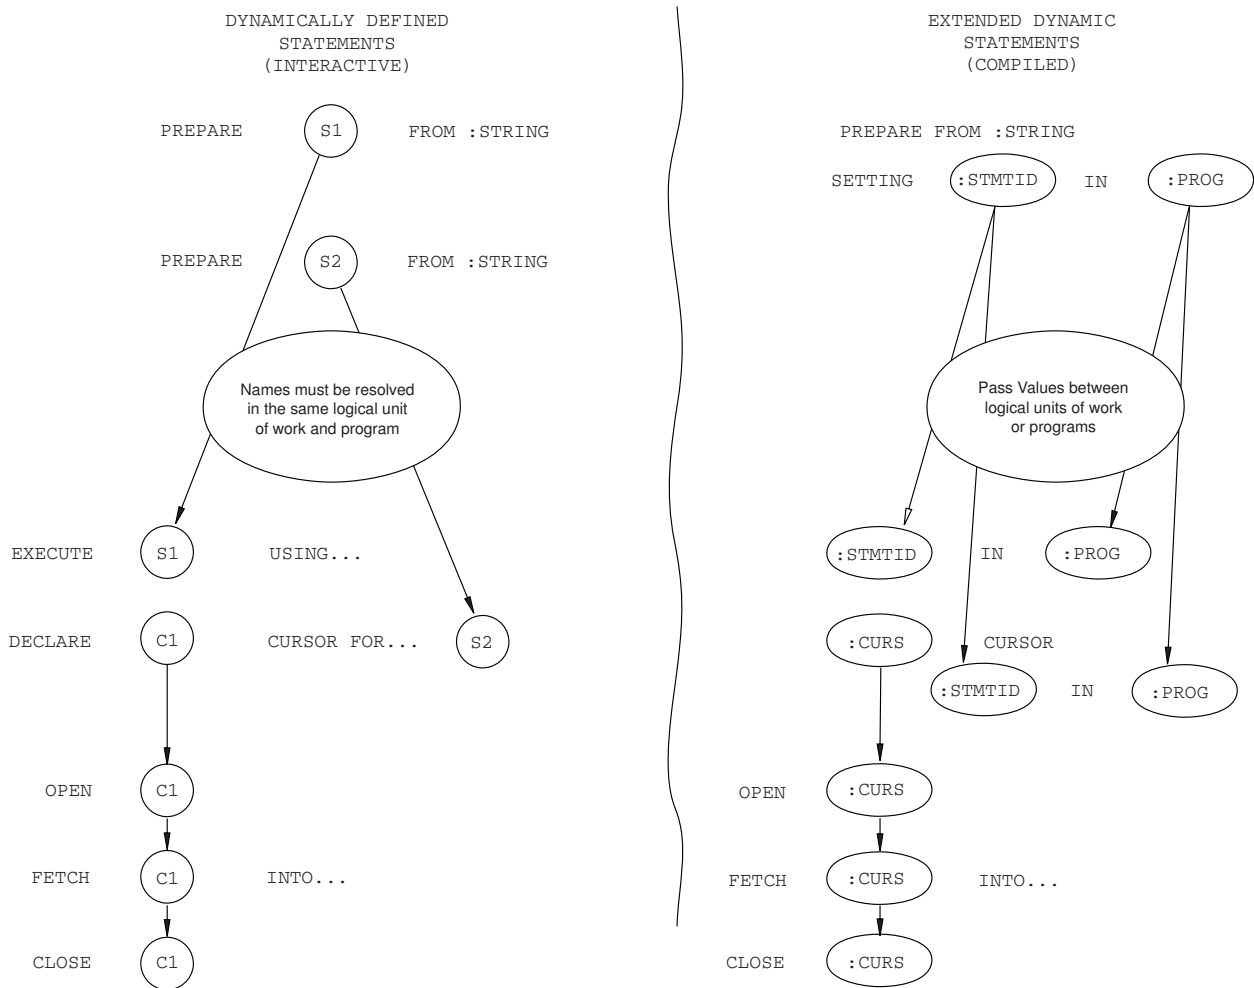 DYNAMICALLY DEFINED
STATEMENTS
(INTERACTIVE)
PREPARE S1 FROM :STRING
PREPARE S2 FROM :STRING
Names must be resolved
in the same logical unit
of work and program
EXECUTE S1 USING...
DECLARE C1 CURSOR FOR... S2
OPEN C1
FETCH C1 INTO...
CLOSE C1
EXTENDED DYNAMIC
STATEMENTS
(COMPILED)
PREPARE FROM :STRING
SETTING :STMTID IN :PROG
Pass Values between
logical units of work
or programs
:STMTID IN :PROG
:CURS CURSOR
:STMTID IN :PROG
OPEN :CURS
FETCH :CURS INTO...
CLOSE :CURS